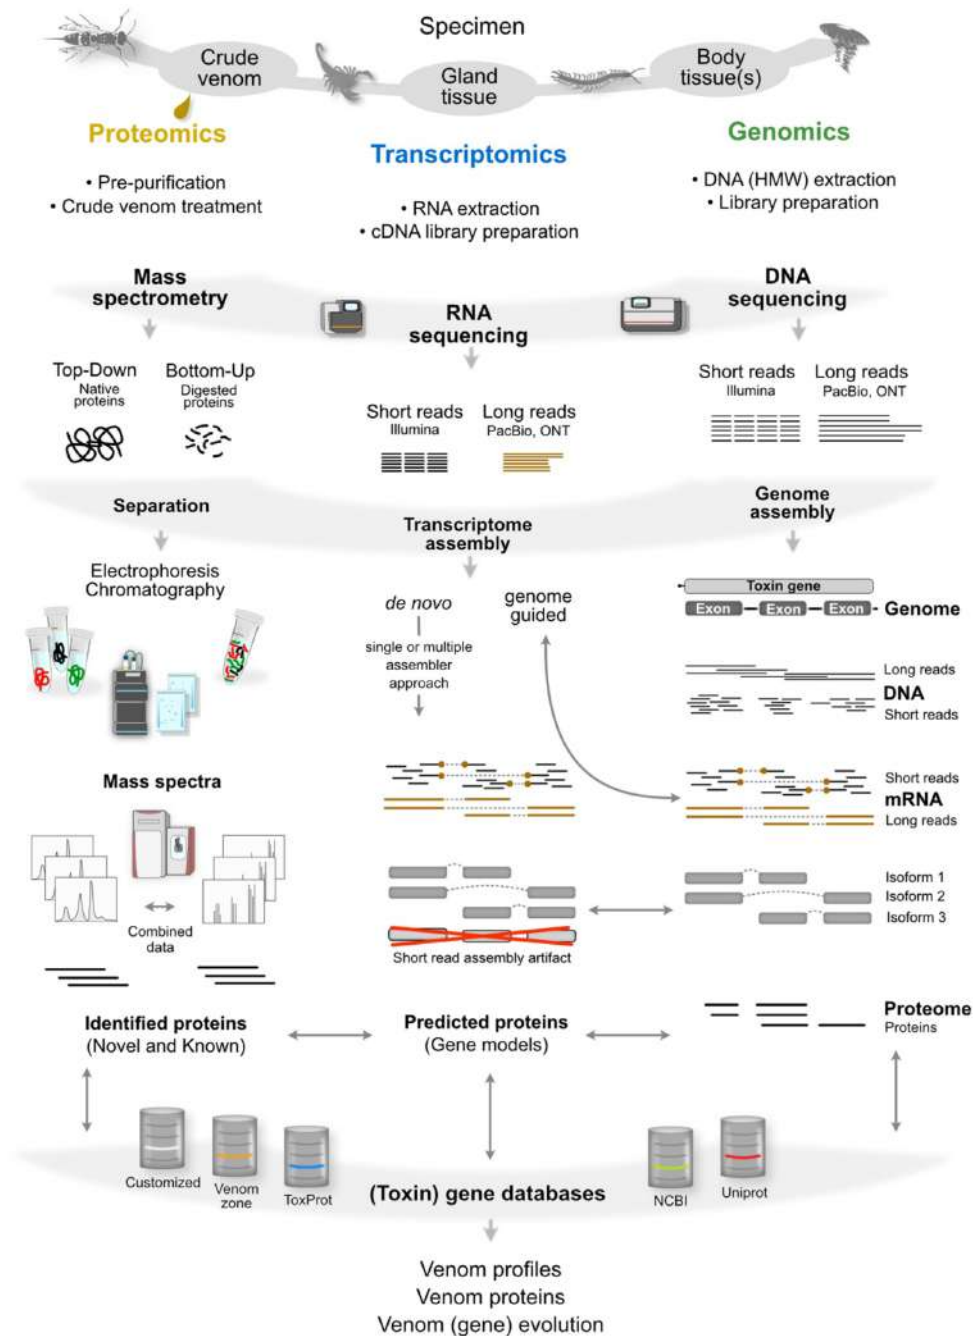 Specimen
Crude
venom
Gland
tissue
Body
tissue(s)
Proteomics
Transcriptomics
Genomics
• Pre-purification
• Crude venom treatment
• RNA extraction
• cDNA library preparation
• DNA (HMW) extraction
• Library preparation
Mass
spectrometry
RNA
sequencing
DNA
sequencing
Top-Down
Native
proteins
Bottom-Up
Digested
proteins
Short reads
Illumina
Long reads
PacBio, ONT
Short reads
Illumina
Long reads
PacBio, ONT
Separation
Transcriptome
assembly
Genome
assembly
Electrophoresis
Chromatography
de novo
single or multiple
assembler
approach
genome
guided
Toxin gene
Exon
Exon
Exon
Genome
Long reads
DNA
Short reads
Mass spectra
Short reads
mRNA
Long reads
Combined
data
Isoform 1
Isoform 2
Isoform 3
Short read assembly artifact
Identified proteins
(Novel and Known)
Predicted proteins
(Gene models)
Proteome
Proteins
Customized
Venom
zone
ToxProt
(Toxin) gene databases
NCBI
Uniprot
Venom profiles
Venom proteins
Venom (gene) evolution